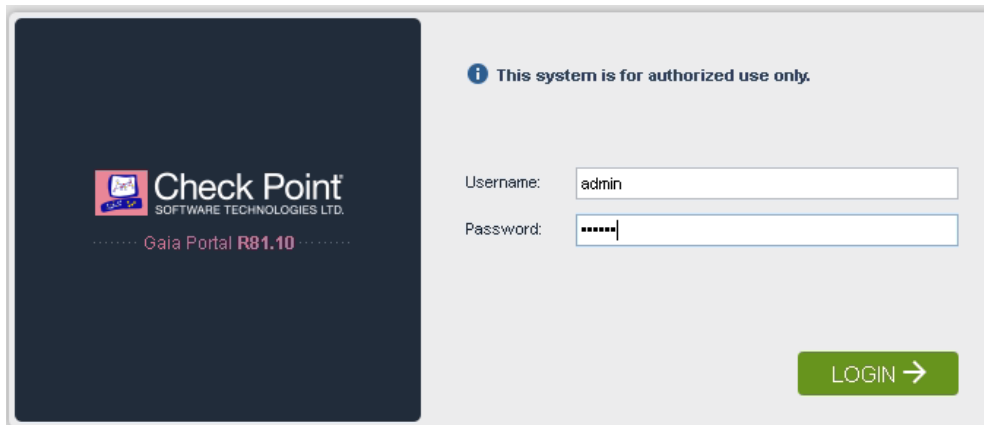 Check Point
SOFTWARE TECHNOLOGIES LTD.
Gaia Portal R81.10
This system is for authorized use only.
Username: admin
Password: ••••••
LOGIN